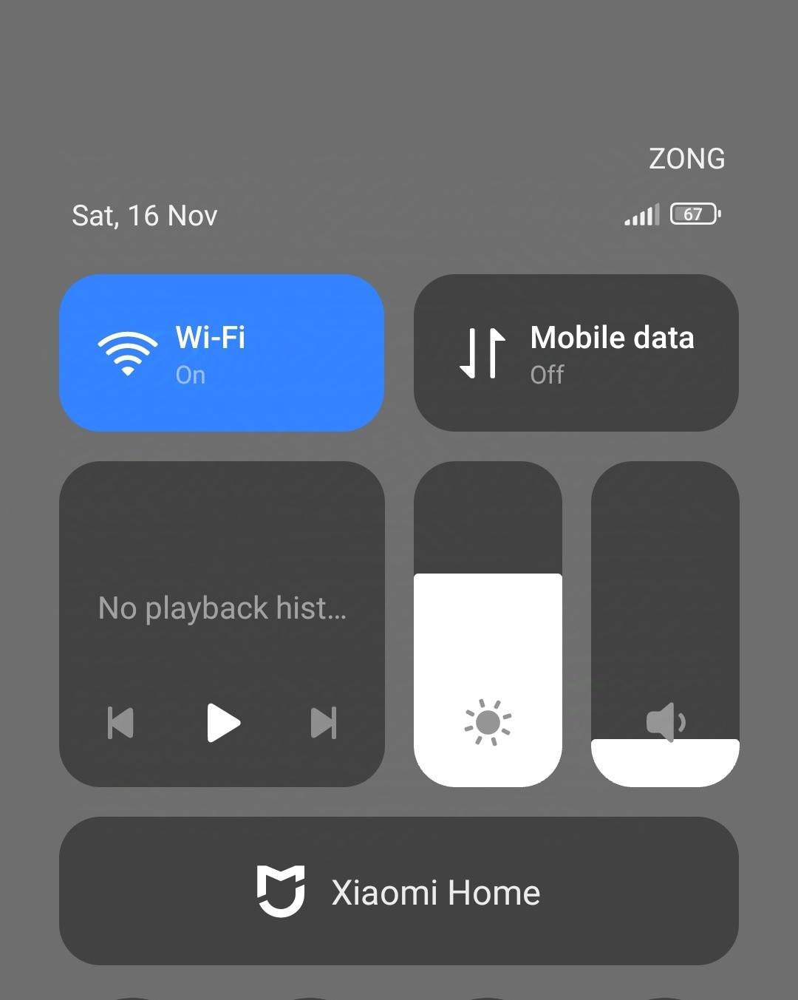 ZONG
Sat, 16 Nov
67
Wi-Fi
On
Mobile data
Off
No playback hist...
Xiaomi Home